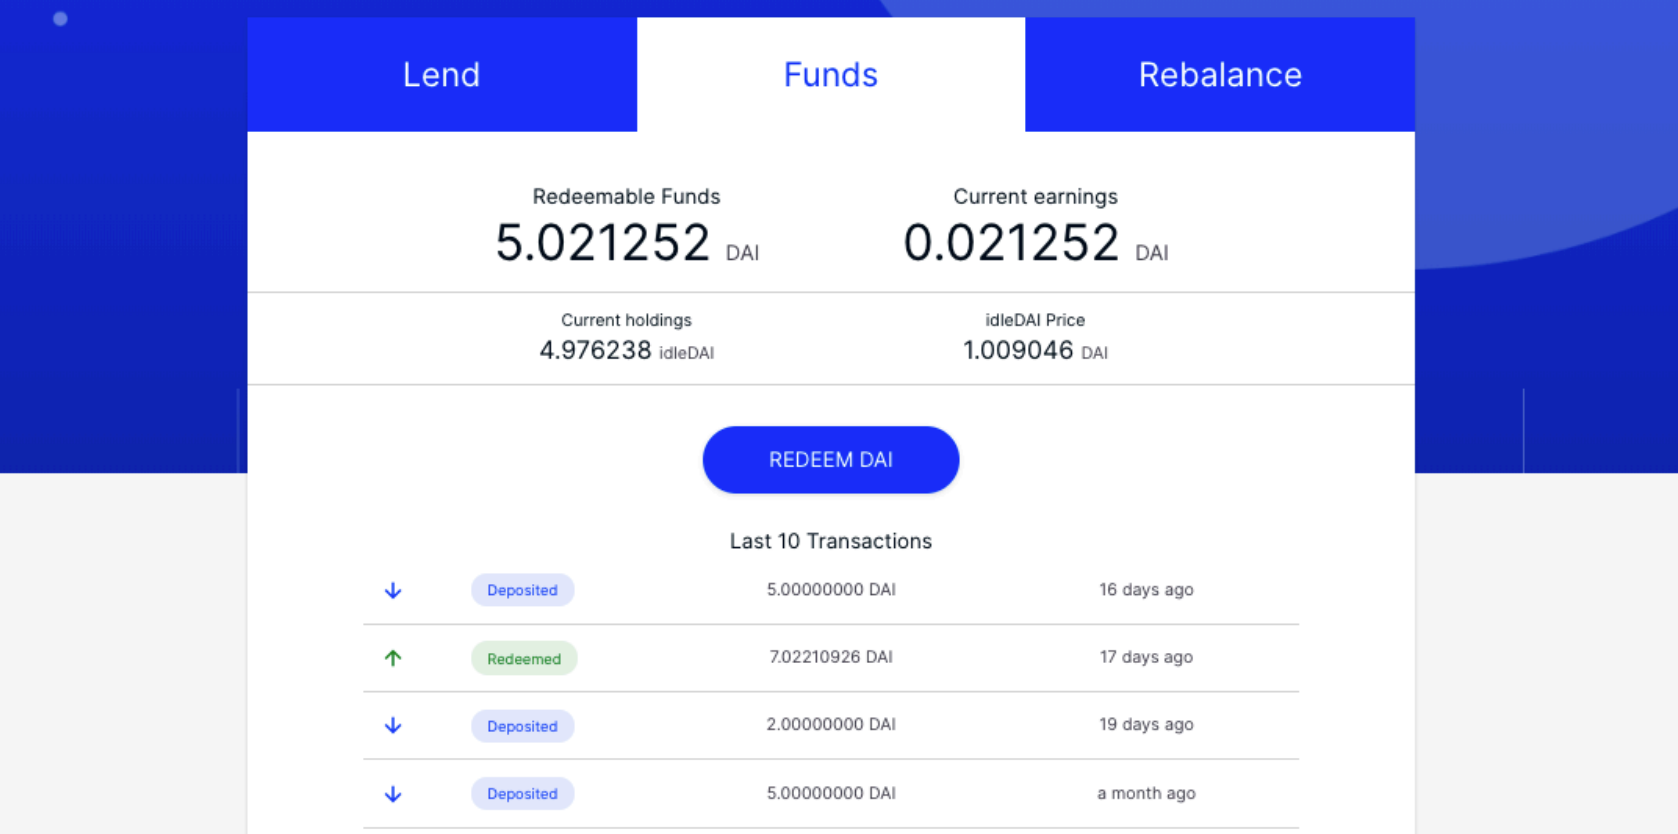 Lend Funds Rebalance
Redeemable Funds Current earnings
5.021252 DAI 0.021252 DAI
Current holdings idleDAI Price
4.976238 idleDAI 1.009046 DAI
REDEEM DAI
Last 10 Transactions
Deposited 5.00000000 DAI 16 days ago
Redeemed 7.02210926 DAI 17 days ago
Deposited 2.00000000 DAI 19 days ago
Deposited 5.00000000 DAI a month ago